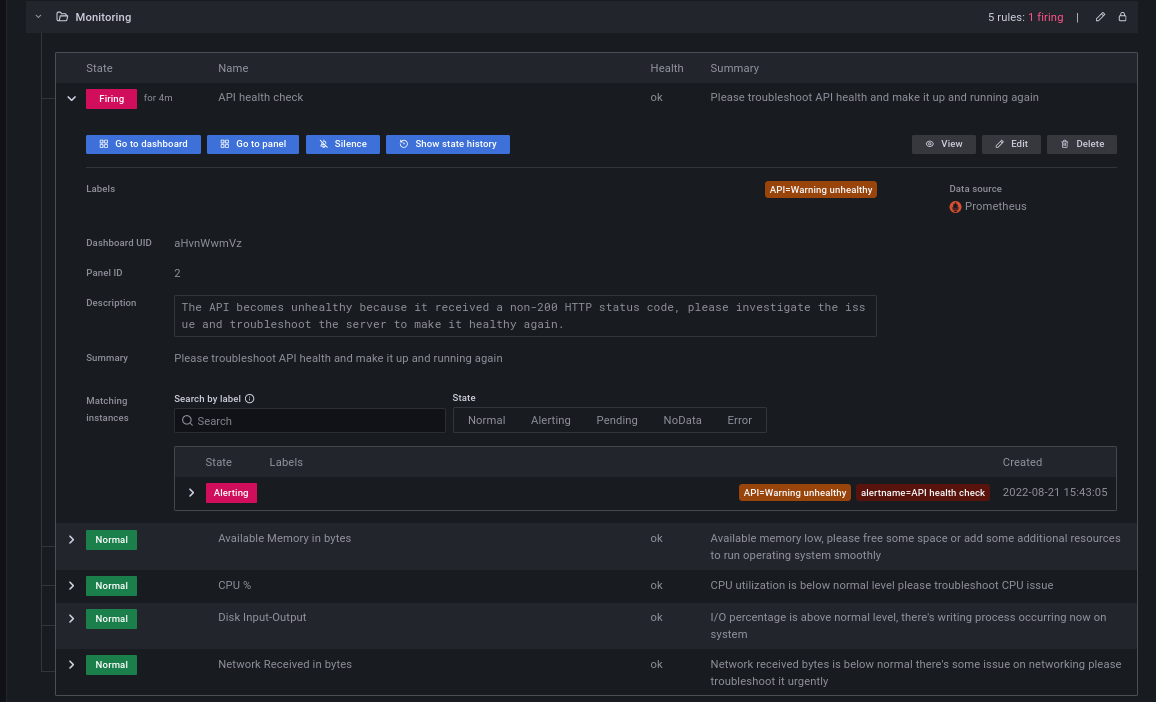 Monitoring 5 rules: 1 firing |
State Name Health Summary
Firing for 4m API health check ok Please troubleshoot API health and make it up and running again
Go to dashboard Go to panel Silence Show state history View Edit Delete
Labels API=Warning unhealthy Data source
Prometheus
Dashboard UID aHvnWwmVz
Panel ID 2
Description The API becomes unhealthy because it received a non-200 HTTP status code, please investigate the iss
ue and troubleshoot the server to make it healthy again.
Summary Please troubleshoot API health and make it up and running again
Matching
instances
Search by label State
Search Normal Alerting Pending NoData Error
State Labels Created
Alerting API=Warning unhealthy alertname=API health check 2022-08-21 15:43:05
Normal Available Memory in bytes ok Available memory low, please free some space or add some additional resources
to run operating system smoothly
Normal CPU % ok CPU utilization is below normal level please troubleshoot CPU issue
Normal Disk Input-Output ok I/O percentage is above normal level, there's writing process occurring now on
system
Normal Network Received in bytes ok Network received bytes is below normal there's some issue on networking please
troubleshoot it urgently